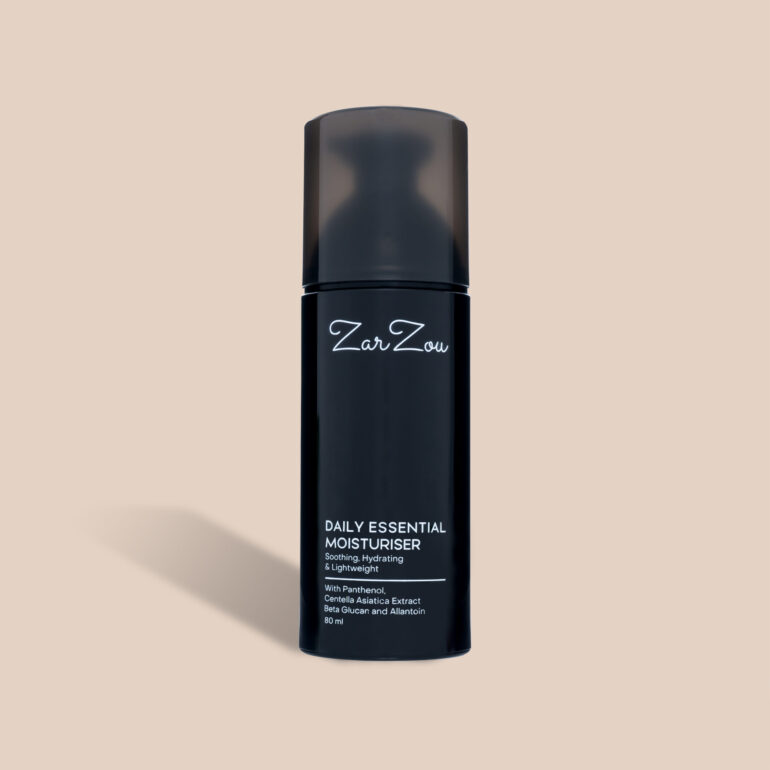 ZarZou
DAILY ESSENTIAL
MOISTURISER
Soothing, Hydrating
& Lightweight
With Panthenol,
Centella Asiatica Extract
Beta Glucan and Allantoin
80 ml